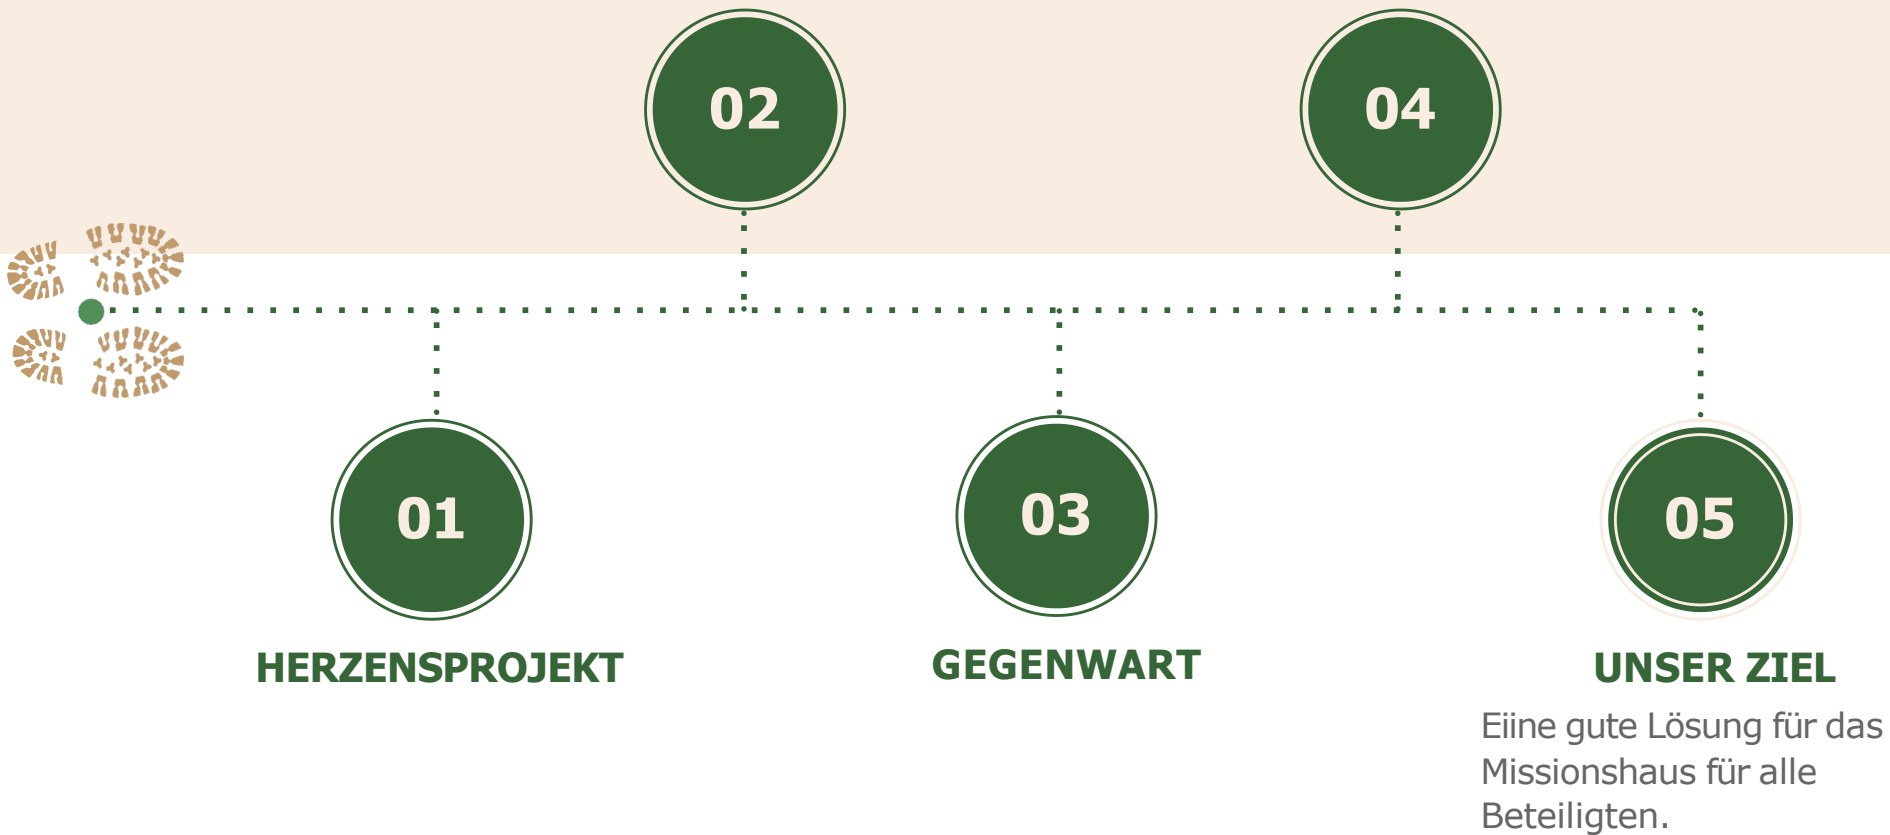 02
04
01
HERZENSPROJEKT
03
GEGENWART
05
UNSER ZIEL
Eiine gute Lösung für das
Missionshaus für alle
Beteiligten.